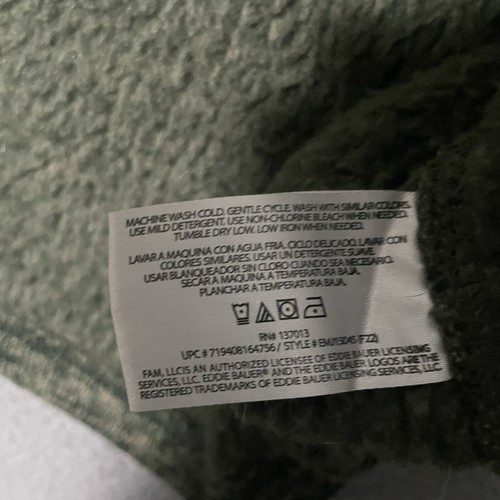 MACHINE WASH COLD. GENTLE CYCLE. WASH WITH SIMILAR COLORS.
USE MILD DETERGENT. USE NON-CHLORINE BLEACH WHEN NEEDED.
TUMBLE DRY LOW. LOW IRON WHEN NEEDED.
LAVAR A MAQUINA CON AGUA FRIA. CICLO DELICADO. LAVAR CON
COLORES SIMILARES. USAR UN DETERGENTE SUAVE.
USAR BLANQUEADOR SIN CLORO CUANDO SEA NECESARIO.
SECAR A MAQUINA A TEMPERATURA BAJA.
PLANCHAR A TEMPERATURA BAJA.
RN# 137013
UPC # 719408164756 / STYLE # EMJ1504S (F22)
FAM, LLC IS AN AUTHORIZED LICENSEE OF EDDIE BAUER LICENSING
SERVICES, LLC. EDDIE BAUER® AND THE EDDIE BAUER LOGOS ARE THE
REGISTERED TRADEMARKS OF EDDIE BAUER LICENSING SERVICES, LLC.